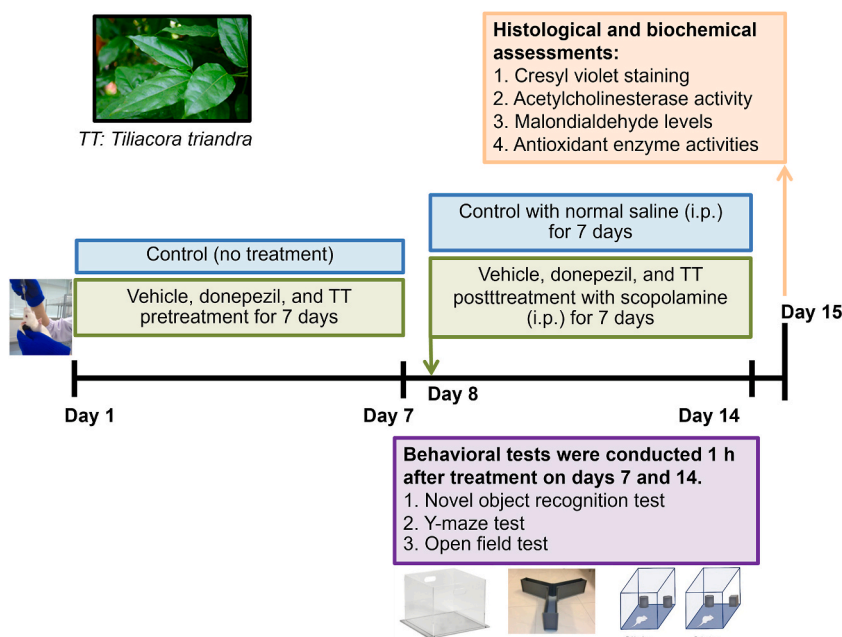 TT: Tiliacora triandra
Histological and biochemical
assessments:
1. Cresyl violet staining
2. Acetylcholinesterase activity
3. Malondialdehyde levels
4. Antioxidant enzyme activities
Control (no treatment)
Vehicle, donepezil, and TT
pretreatment for 7 days
Control with normal saline (i.p.)
for 7 days
Vehicle, donepezil, and TT
postttreatment with scopolamine
(i.p.) for 7 days
Day 1
Day 7
Day 8
Day 14
Day 15
Behavioral tests were conducted 1 h
after treatment on days 7 and 14.
1. Novel object recognition test
2. Y-maze test
3. Open field test